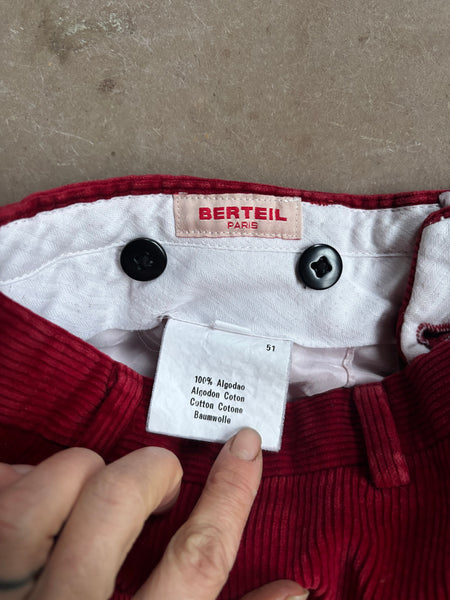 BERTEIL
PARIS
51
100% Algodao
Algodon Coton
Cotton Cotone
Baumwolle